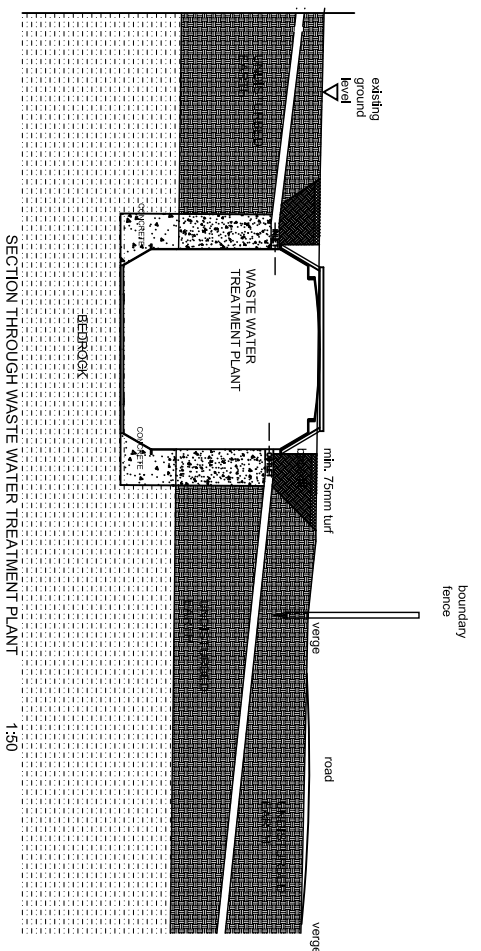 existing
ground
level
UNDISTURBED
EARTH
CONCRETE
WASTE WATER
TREATMENT PLANT
BEDROCK
CONCRETE
min. 75mm turf
boundary
fence
verge
road
verge
UNDISTURBED
EARTH
UNDISTURBED
EARTH
SECTION THROUGH WASTE WATER TREATMENT PLANT 1:50